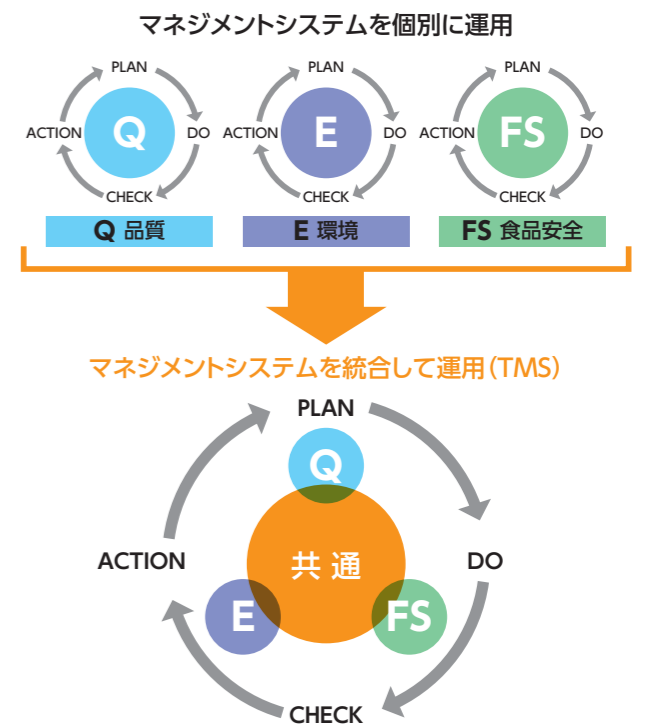 マネジメントシステムを個別に運用
PLAN PLAN PLAN
ACTION Q DO ACTION E DO ACTION FS DO
CHECK CHECK CHECK
Q 品質 E 環境 FS 食品安全
マネジメントシステムを統合して運用(TMS)
PLAN
Q
ACTION 共通 DO
E FS
CHECK